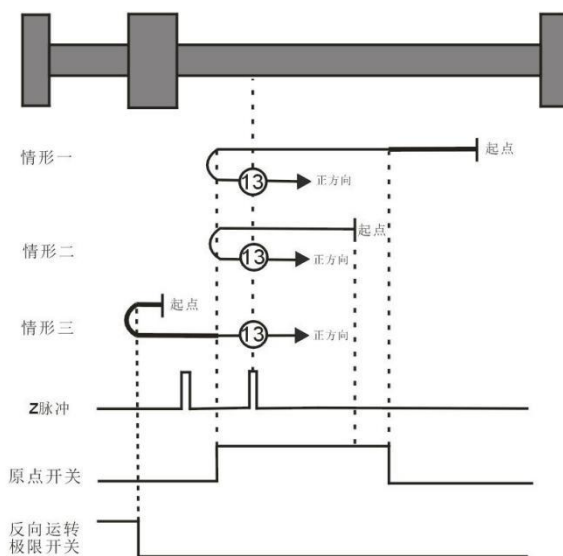 情形一
起点
13
正方向
情形二
起点
13
正方向
情形三
起点
13
正方向
Z脉冲
原点开关
反向运转
极限开关